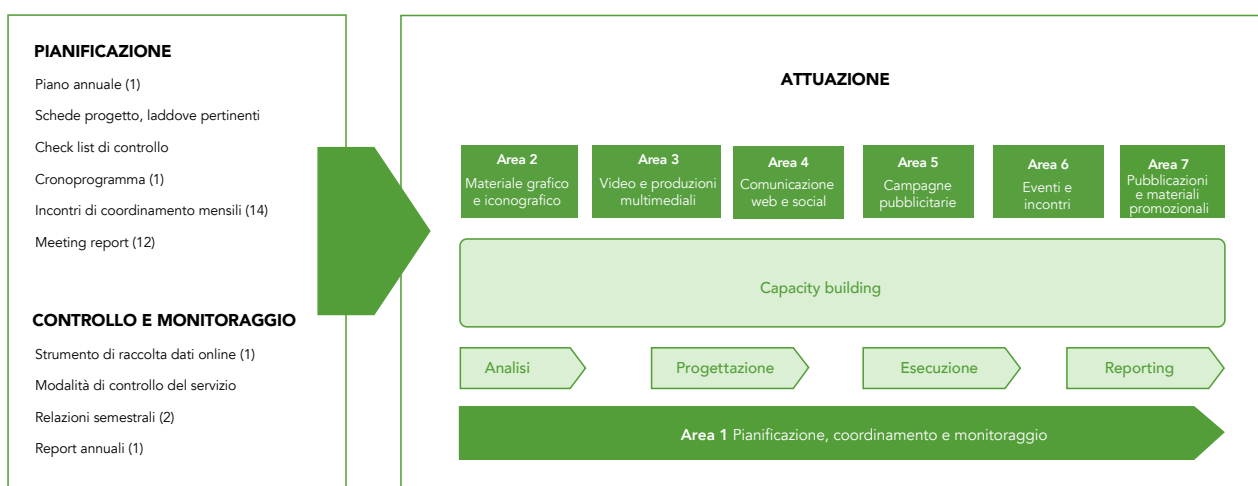 PIANIFICAZIONE
Piano annuale (1)
Schede progetto, laddove pertinenti
Check list di controllo
Cronoprogramma (1)
Incontri di coordinamento mensili (14)
Meeting report (12)
CONTROLLO E MONITORAGGIO
Strumento di raccolta dati online (1)
Modalità di controllo del servizio
Relazioni semestrali (2)
Report annuali (1)
ATTUAZIONE
Area 2
Materiale grafico
e iconografico
Area 3
Video e produzioni
multimediali
Area 4
Comunicazione
web e social
Area 5
Campagne
pubblicitarie
Area 6
Eventi e
incontri
Area 7
Pubblicazioni
e materiali
promozionali
Capacity building
Analisi
Progettazione
Esecuzione
Reporting
Area 1 Pianificazione, coordinamento e monitoraggio